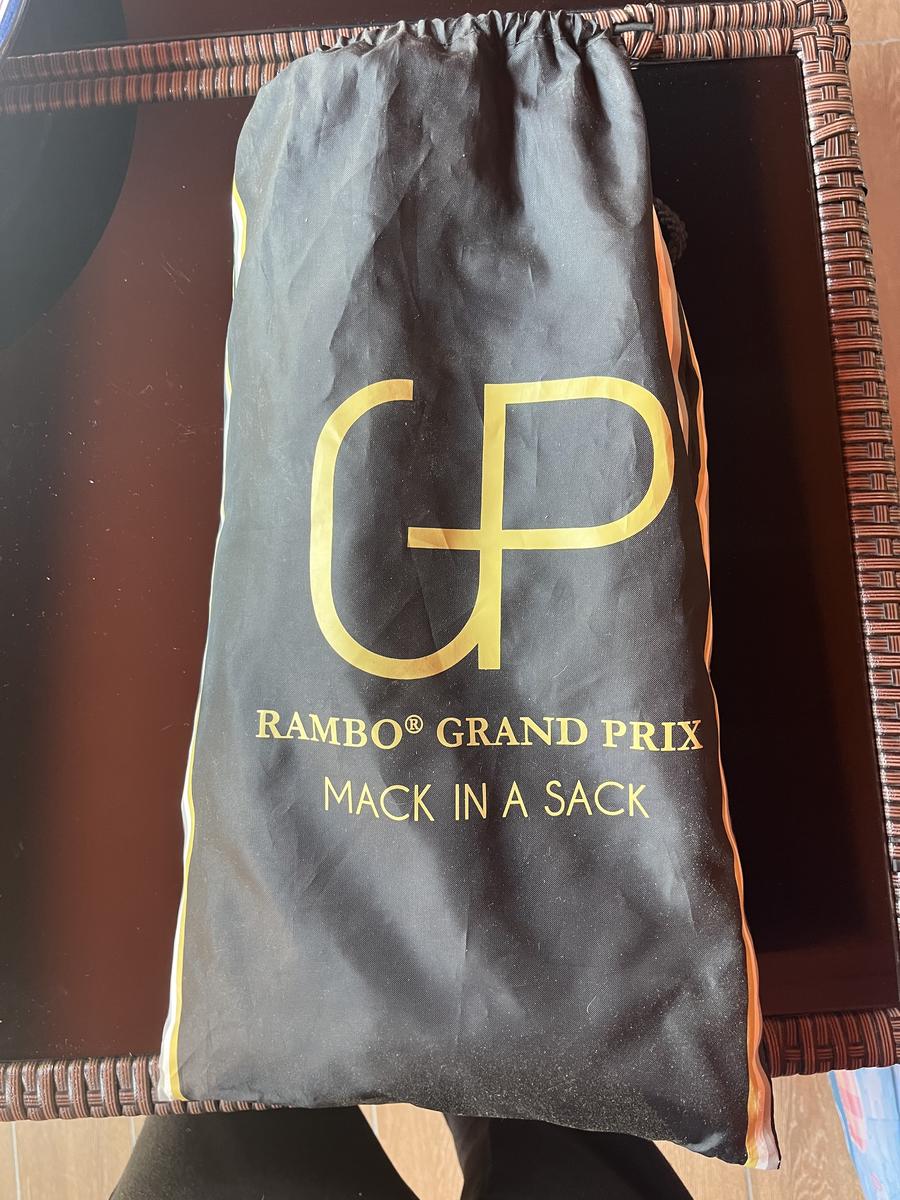 GP
RAMBO® GRAND PRIX
MACK IN A SACK